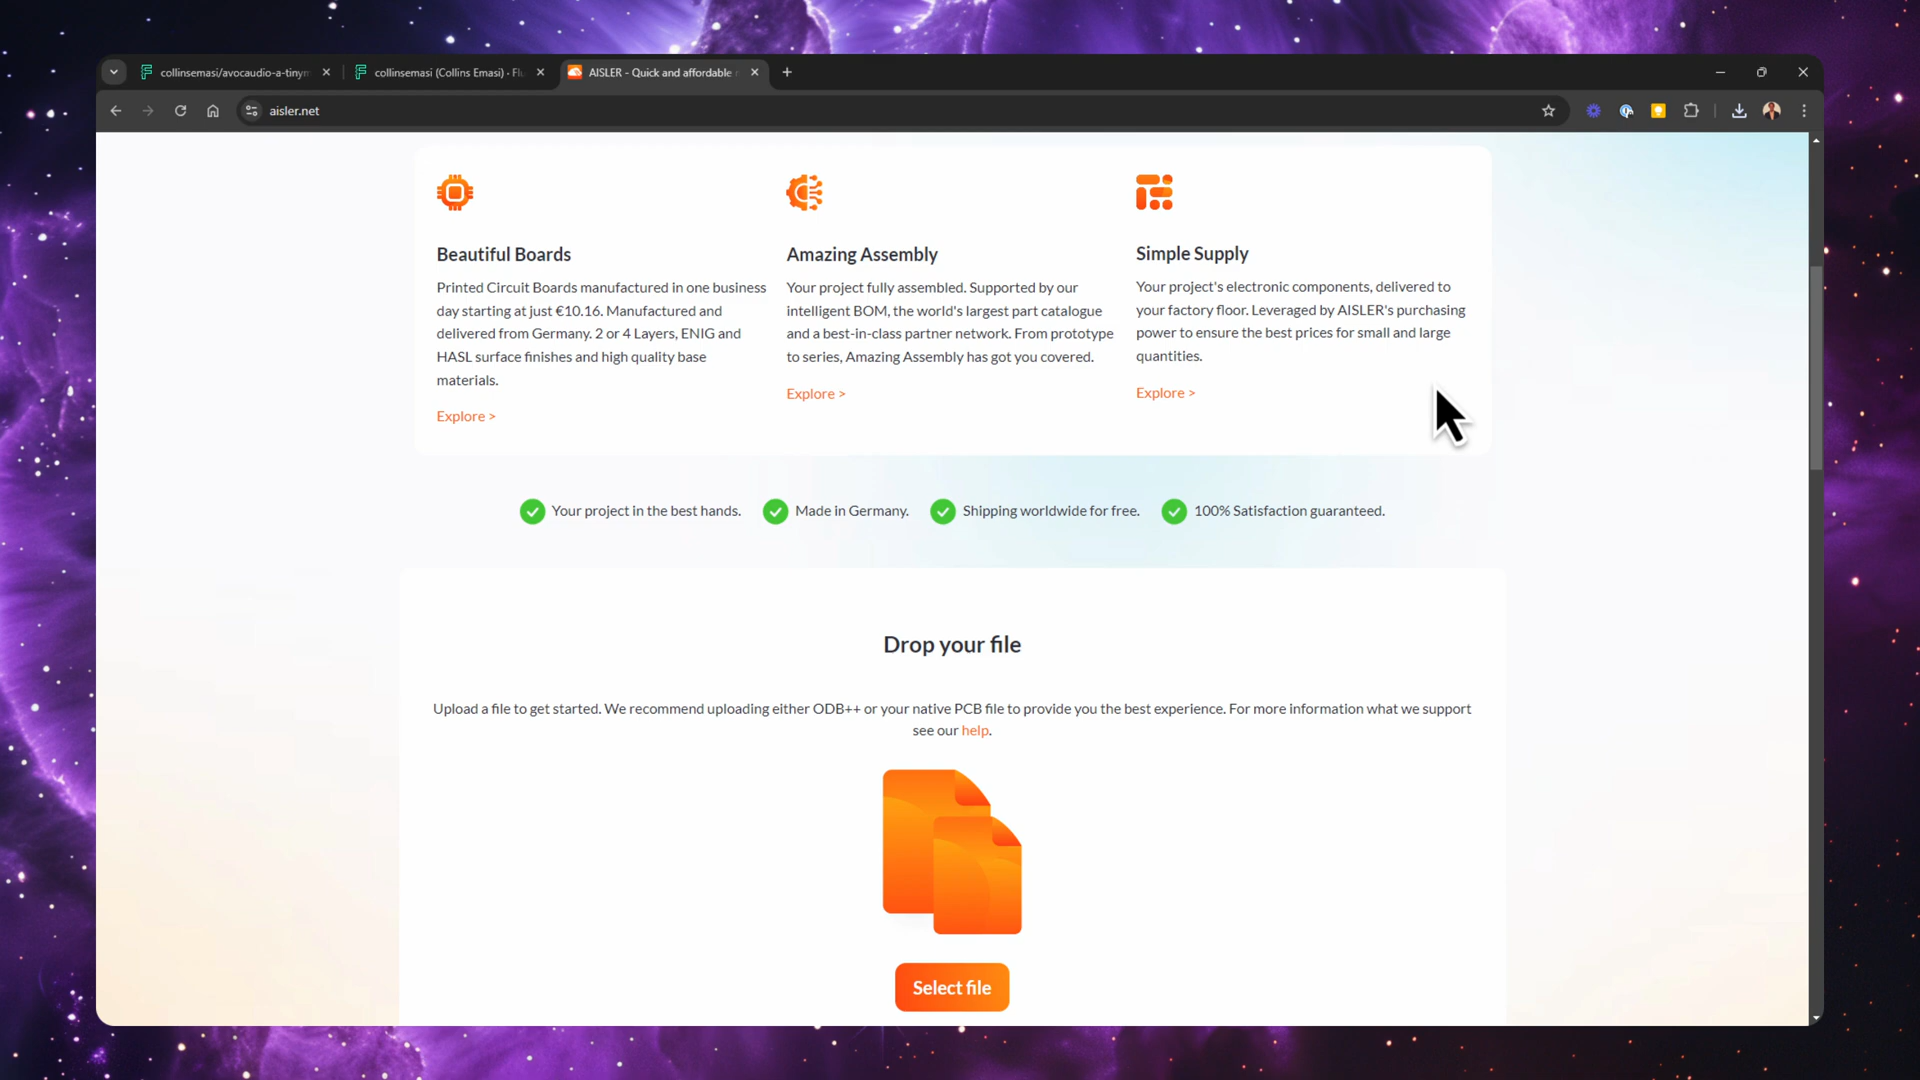 collinsemasi/avocaudio-a-tinym
collinsemasi (Collins Emasi) · Flu
AISLER - Quick and affordable
aisler.net
Beautiful Boards
Printed Circuit Boards manufactured in one business
day starting at just €10.16. Manufactured and
delivered from Germany. 2 or 4 Layers, ENIG and
HASL surface finishes and high quality base
materials.
Explore >
Amazing Assembly
Your project fully assembled. Supported by our
intelligent BOM, the world's largest part catalogue
and a best-in-class partner network. From prototype
to series, Amazing Assembly has got you covered.
Explore >
Simple Supply
Your project's electronic components, delivered to
your factory floor. Leveraged by AISLER's purchasing
power to ensure the best prices for small and large
quantities.
Explore >
Your project in the best hands.
Made in Germany.
Shipping worldwide for free.
100% Satisfaction guaranteed.
Drop your file
Upload a file to get started. We recommend uploading either ODB++ or your native PCB file to provide you the best experience. For more information what we support
see our help.
Select file